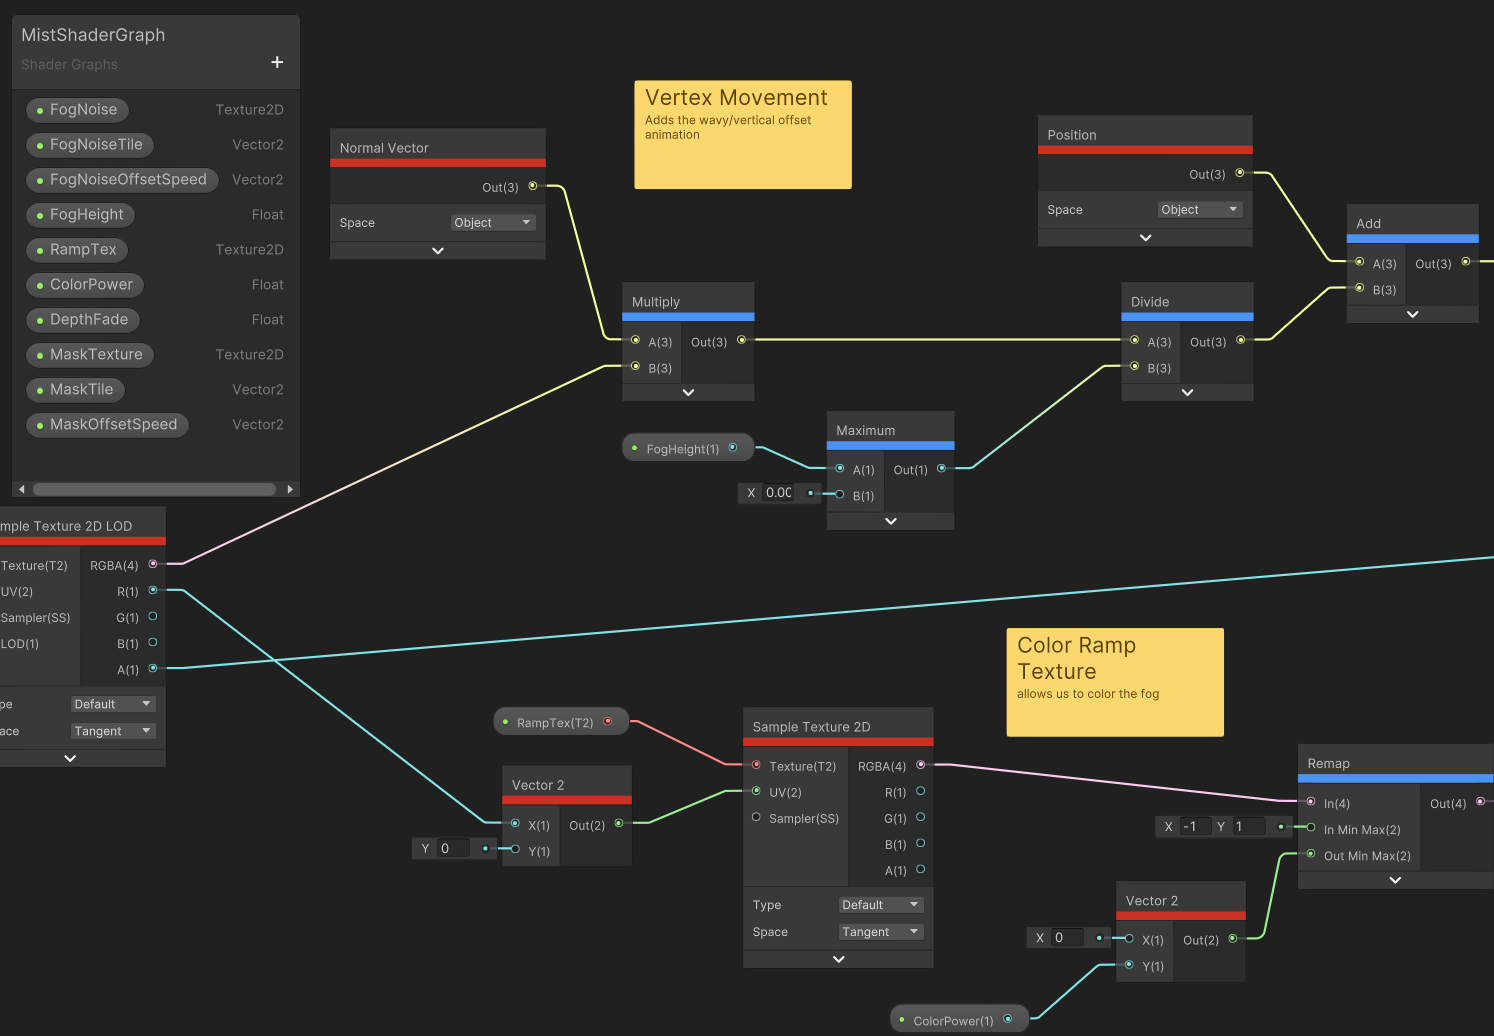 MistShaderGraph
Shader Graphs
+
FogNoise Texture2D
FogNoiseTile Vector2
FogNoiseOffsetSpeed Vector2
FogHeight Float
RampTex Texture2D
ColorPower Float
DepthFade Float
MaskTexture Texture2D
MaskTile Vector2
MaskOffsetSpeed Vector2
Normal Vector
Out(3)
Space Object
Vertex Movement
Adds the wavy/vertical offset
animation
Position
Out(3)
Space Object
Add
A(3) Out(3)
B(3)
Multiply
A(3) Out(3)
B(3)
Divide
A(3) Out(3)
B(3)
FogHeight(1)
X 0.00
Maximum
A(1) Out(1)
B(1)
mple Texture 2D LOD
Texture(T2) RGBA(4)
UV(2) R(1)
Sampler(SS) G(1)
LOD(1) B(1)
A(1)
pe Default
ace Tangent
Color Ramp
Texture
allows us to color the fog
RampTex(T2)
Vector 2
X(1) Out(2)
Y 0 Y(1)
Sample Texture 2D
Texture(T2) RGBA(4)
UV(2) R(1)
Sampler(SS) G(1)
B(1)
A(1)
Type Default
Space Tangent
Remap
In(4) Out(4)
X -1 Y 1 In Min Max(2)
Out Min Max(2)
Vector 2
X 0 X(1) Out(2)
Y(1)
ColorPower(1)